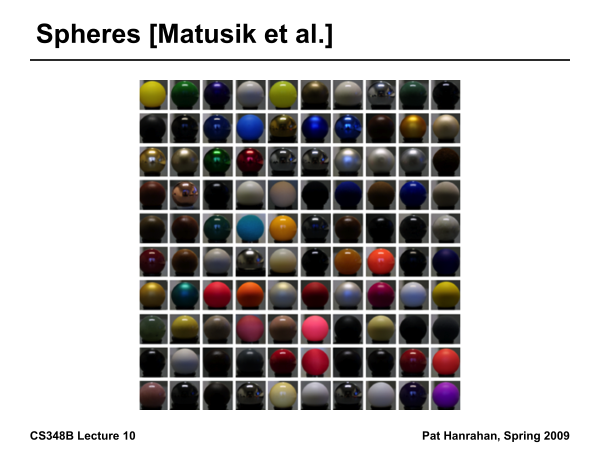 Spheres [Matusik et al.]
CS348B Lecture 10
Pat Hanrahan, Spring 2009